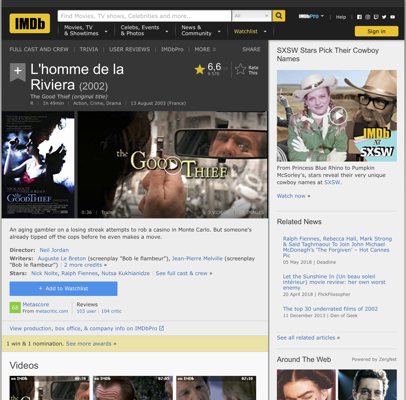 IMDb
Find Movies, TV shows, Celebrities and more...
All
IMDbPro
Help
Movies, TV & Showtimes
Celebs, Events & Photos
News & Community
Watchlist
Sign in
FULL CAST AND CREW | TRIVIA | USER REVIEWS | IMDbPro | MORE
SHARE
L'homme de la
Riviera (2002)
The Good Thief (original title)
6,6
Rate This
R | 1h 49min | Action, Crime, Drama | 13 August 2003 (France)
the GOOD THIEF
the GOOD THIEF
0:36 | Trailer
An aging gambler on a losing streak attempts to rob a casino in Monte Carlo. But someone's
already tipped off the cops before he even makes a move.
Director: Neil Jordan
Writers: Auguste Le Breton (screenplay "Bob le flambeur"), Jean-Pierre Melville (screenplay
"Bob le flambeur") | 2 more credits »
Stars: Nick Nolte, Ralph Fiennes, Nutsa Kukhianidze | See full cast & crew »
+ Add to Watchlist
Metascore
From metacritic.com
Reviews
103 user | 104 critic
View production, box office, & company info on IMDbPro
1 win & 1 nomination. See more awards »
Videos
SXSW Stars Pick Their Cowboy
Names
IMDb
AT
SXSW
From Princess Blue Rhino to Pumpkin
McSorley's, stars reveal their very unique
cowboy names at SXSW.
Watch now »
Related News
Ralph Fiennes, Rebecca Hall, Mark Strong
& Saïd Taghmaoui To Join John Michael
McDonagh's 'The Forgiven' – Hot Cannes
Pic
05 May 2018 | Deadline
Let the Sunshine In (Un beau soleil
intérieur) movie review: her own worst
enemy
20 April 2018 | FlickFilosopher
The top 30 underrated films of 2002
11 December 2013 | Den of Geek
See all related articles »
Around The Web
Powered by ZergNet